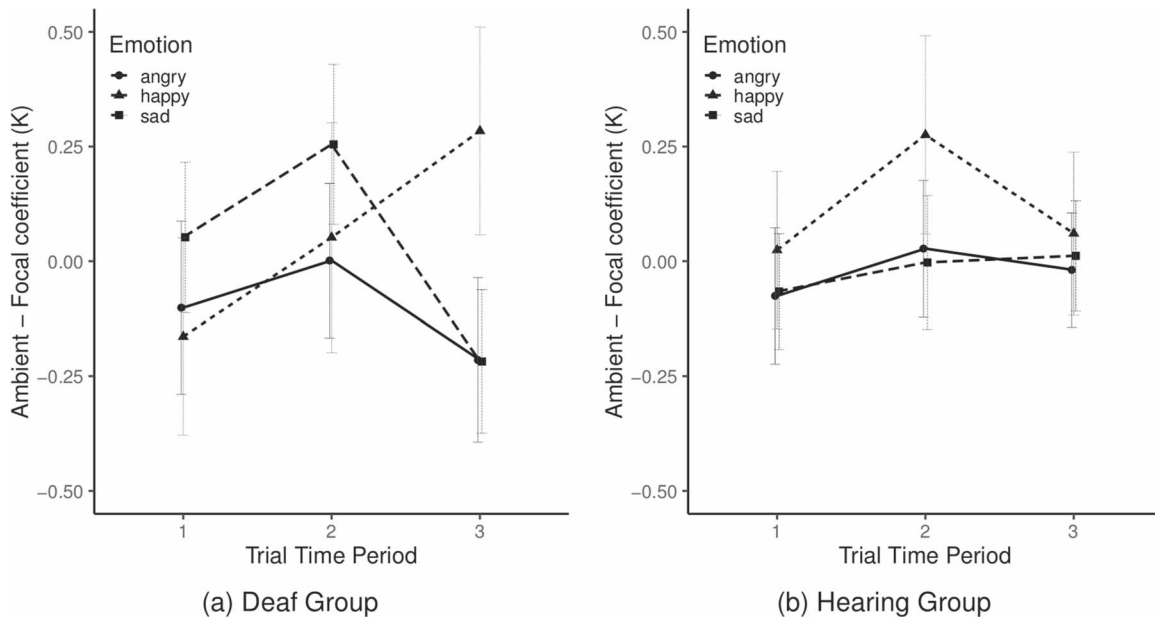 Emotion
angry
happy
sad
Ambient − Focal coefficient (K)
0.50
0.25
0.00
−0.25
−0.50
1 2 3
Trial Time Period
(a) Deaf Group
Emotion
angry
happy
sad
Ambient − Focal coefficient (K)
0.50
0.25
0.00
−0.25
−0.50
1 2 3
Trial Time Period
(b) Hearing Group